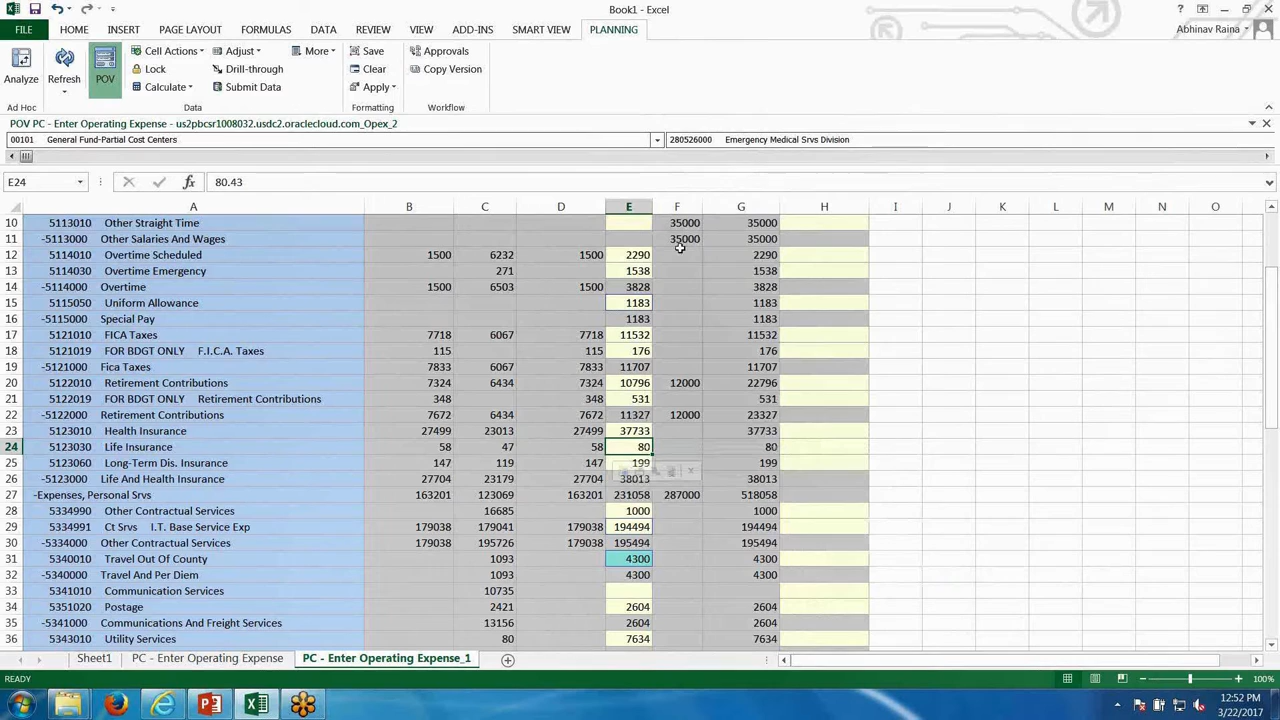 Book1 - Excel
FILE HOME INSERT PAGE LAYOUT FORMULAS DATA REVIEW VIEW ADD-INS SMART VIEW PLANNING Abhinav Raina
Cell Actions Adjust More Save Approvals
Analyze Refresh POV Lock Drill-through Clear Copy Version
Calculate Submit Data Apply
Ad Hoc Data Formatting Workflow
POV PC - Enter Operating Expense - us2pbcsr1008032.usdc2.oraclecloud.com_Opex_2
00101 General Fund-Partial Cost Centers 280526000 Emergency Medical Srvs Division
E24 fx 80.43
A B C D E F G H I J K L M N O
10 5113010 Other Straight Time 35000 35000
11 -5113000 Other Salaries And Wages 35000 35000
12 5114010 Overtime Scheduled 1500 6232 1500 2290 2290
13 5114030 Overtime Emergency 271 1538 1538
14 -5114000 Overtime 1500 6503 1500 3828 3828
15 5115050 Uniform Allowance 1183 1183
16 -5115000 Special Pay 1183 1183
17 5121010 FICA Taxes 7718 6067 7718 11532 11532
18 5121019 FOR BDGT ONLY F.I.C.A. Taxes 115 115 176 176
19 -5121000 Fica Taxes 7833 6067 7833 11707 11707
20 5122010 Retirement Contributions 7324 6434 7324 10796 12000 22796
21 5122019 FOR BDGT ONLY Retirement Contributions 348 348 531 531
22 -5122000 Retirement Contributions 7672 6434 7672 11327 12000 23327
23 5123010 Health Insurance 27499 23013 27499 37733 37733
24 5123030 Life Insurance 58 47 58 80 80
25 5123060 Long-Term Dis. Insurance 147 119 147 199 199
26 -5123000 Life And Health Insurance 27704 23179 27704 38013 38013
27 -Expenses, Personal Srvs 163201 123069 163201 231058 287000 518058
28 5334990 Other Contractual Services 16685 1000 1000
29 5334991 Ct Srvs I.T. Base Service Exp 179038 179041 179038 194494 194494
30 -5334000 Other Contractual Services 179038 195726 179038 195494 195494
31 5340010 Travel Out Of County 1093 4300 4300
32 -5340000 Travel And Per Diem 1093 4300 4300
33 5341010 Communication Services 10735
34 5351020 Postage 2421 2604 2604
35 -5341000 Communications And Freight Services 13156 2604 2604
36 5343010 Utility Services 80 7634 7634
Sheet1 PC - Enter Operating Expense PC - Enter Operating Expense_1
READY 100%
12:52 PM
3/22/2017